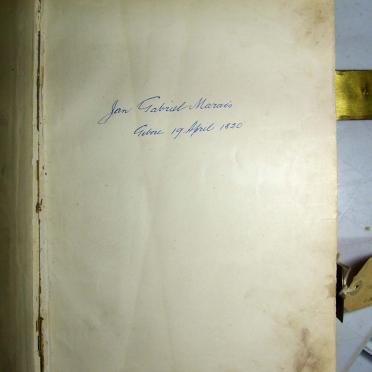 Jan Gabriel Marais
Gebore 19 April 1820